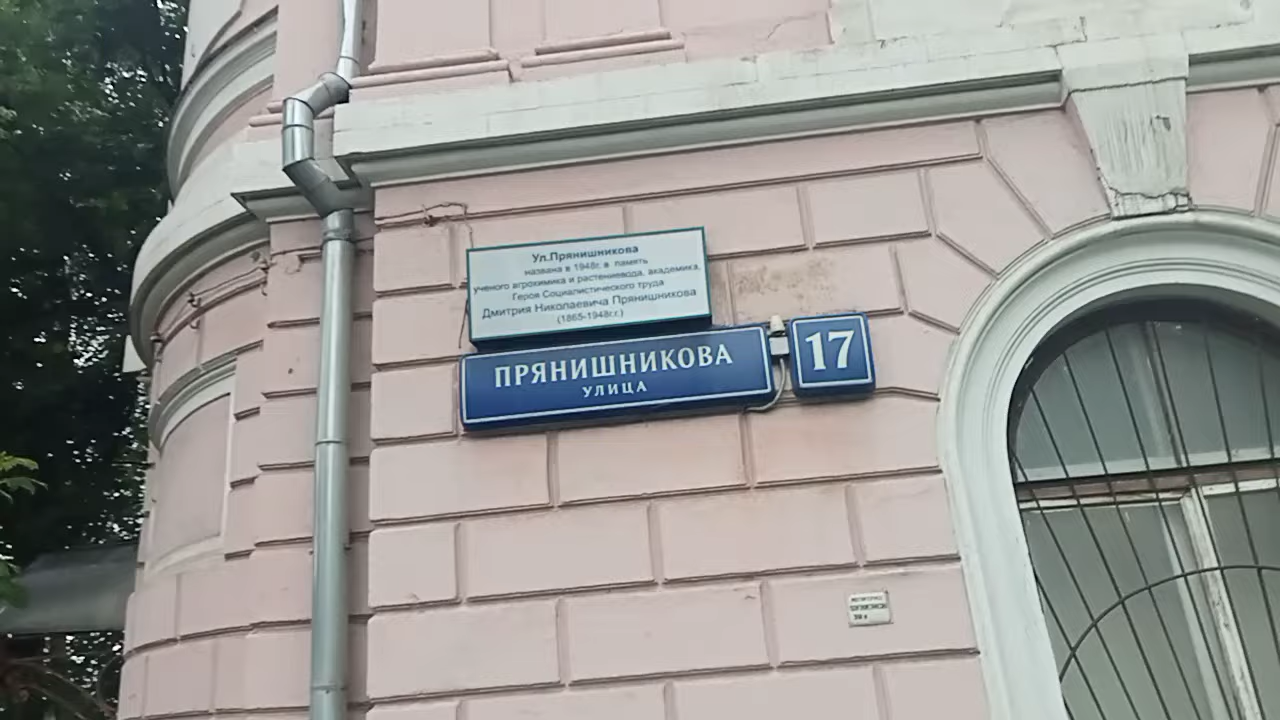 Ул.Прянишникова
названа в 1948г. в память
ученого агрохимика и растениевода, академика,
Героя Социалистического труда
Дмитрия Николаевича Прянишникова
(1865-1948г.г.)
ПРЯНИШНИКОВА
УЛИЦА
17